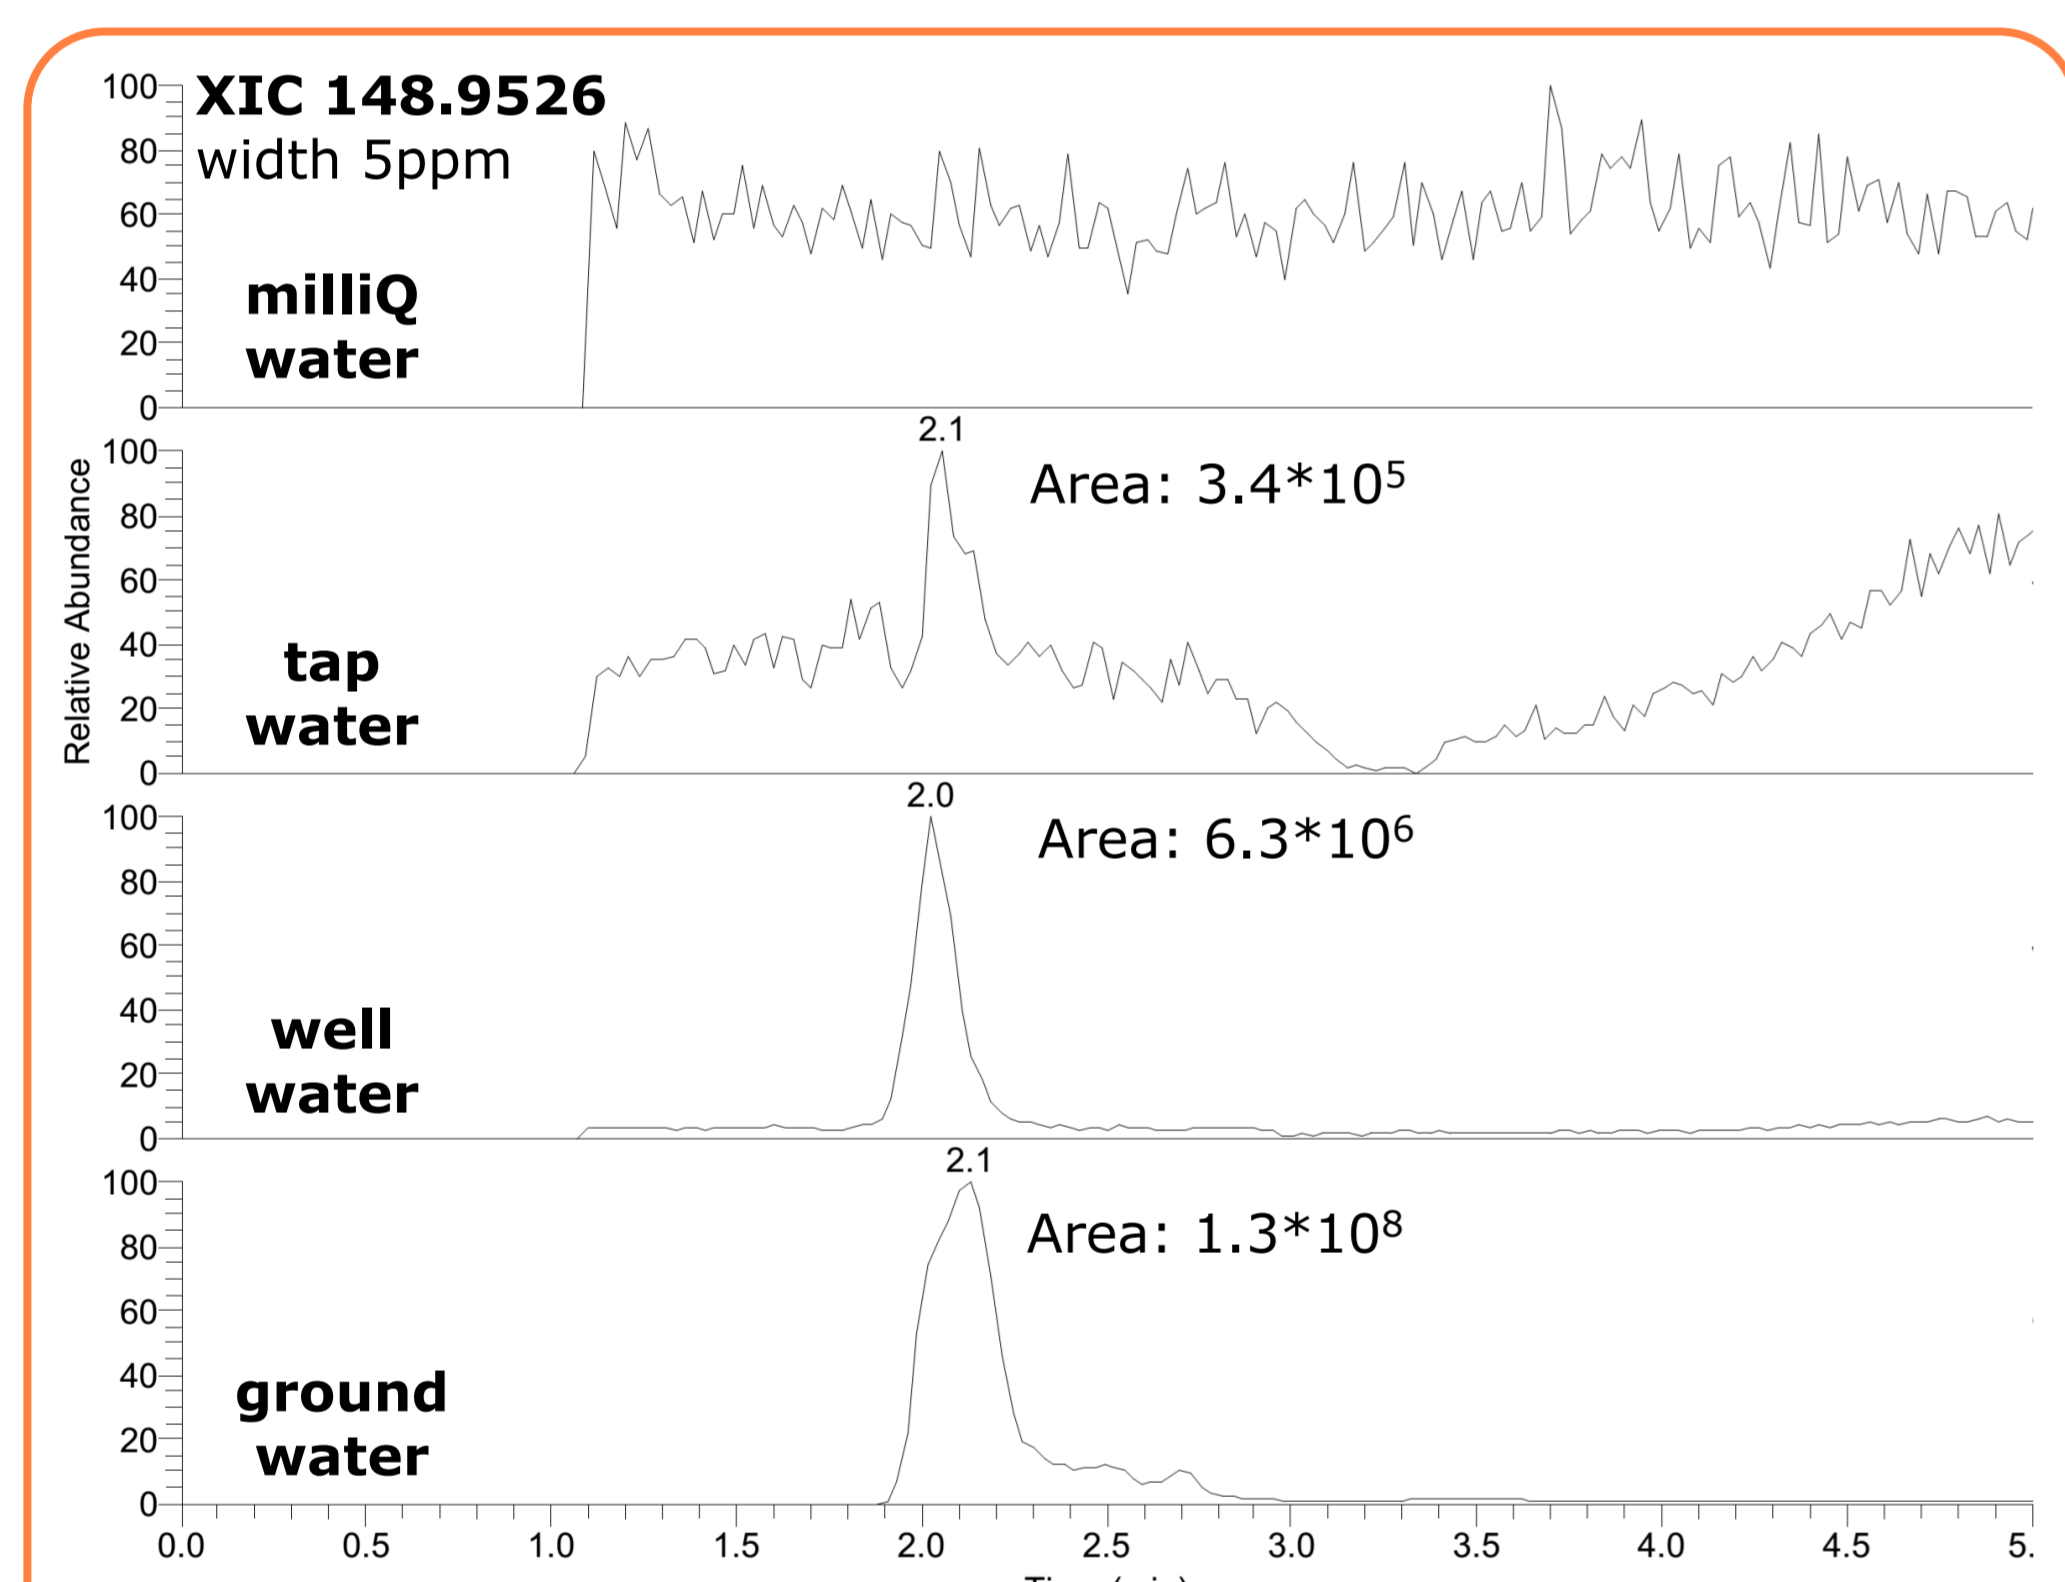 XIC 148.9526
width 5ppm
milliQ
water
100
80
60
40
20
0
Relative Abundance
2.1
Area: 3.4*10⁵
tap
water
100
80
60
40
20
0
2.0
Area: 6.3*10⁶
well
water
100
80
60
40
20
0
2.1
Area: 1.3*10⁸
ground
water
100
80
60
40
20
0
0.0 0.5 1.0 1.5 2.0 2.5 3.0 3.5 4.0 4.5 5.